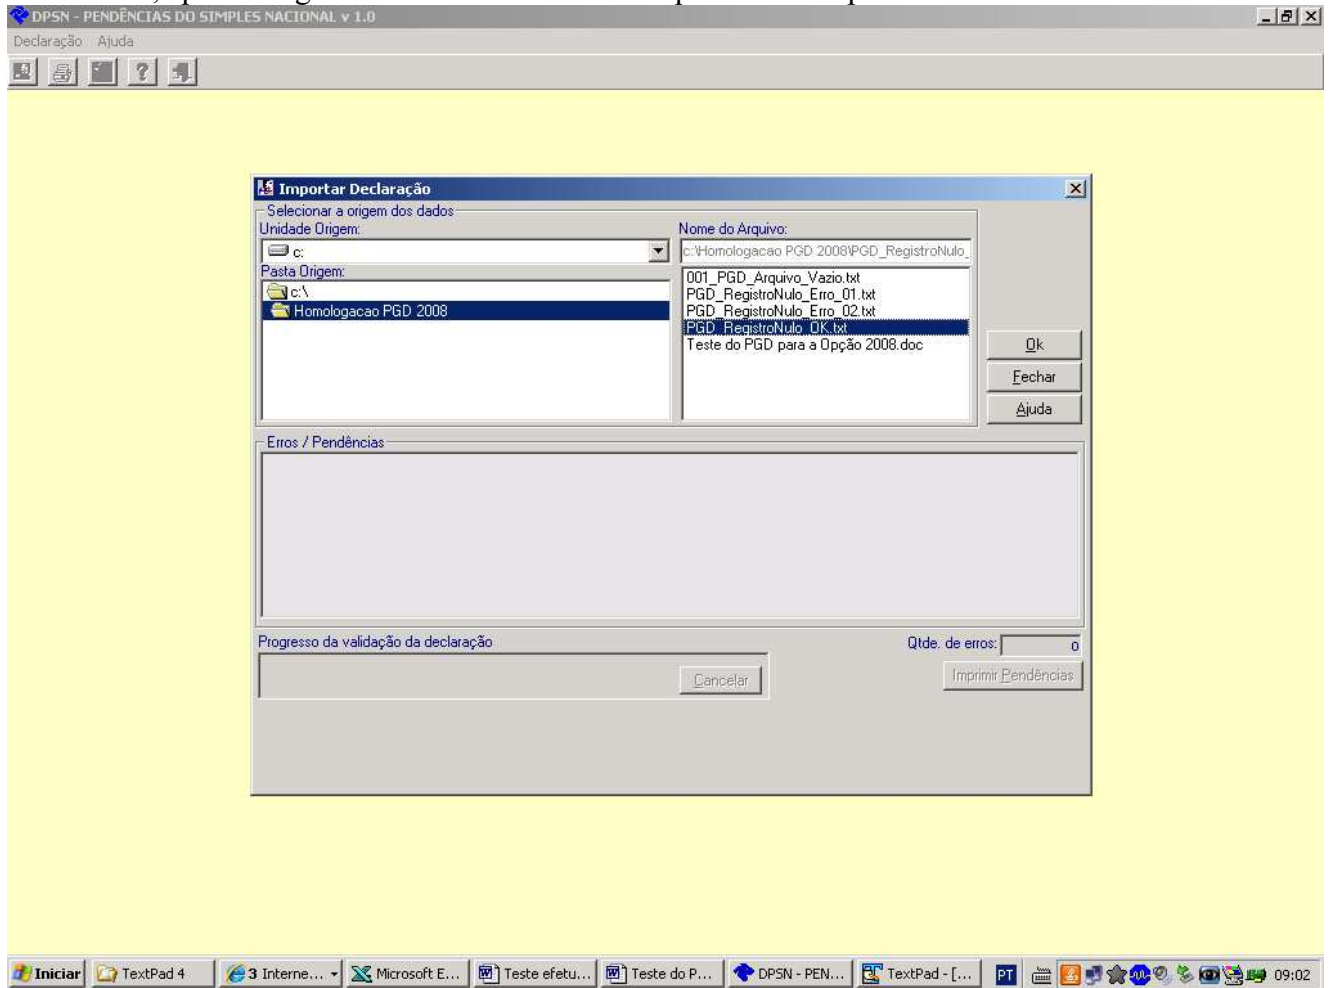 DPSN - PENDÊNCIAS DO SIMPLES NACIONAL v 1.0
Declaração Ajuda
Importar Declaração
Selecionar a origem dos dados
Unidade Origem:
Nome do Arquivo:
c:
c:\Homologacao PGD 2008\PGD_RegistroNulo_
Pasta Origem:
c:\
Homologacao PGD 2008
001_PGD_Arquivo_Vazio.txt
PGD_RegistroNulo_Erro_01.txt
PGD_RegistroNulo_Erro_02.txt
PGD_RegistroNulo_OK.txt
Teste do PGD para a Opção 2008.doc
Ok
Fechar
Ajuda
Erros / Pendências
Progresso da validação da declaração
Qtde. de erros: 0
Cancelar
Imprimir Pendências
Iniciar TextPad 4 3 Interne... Microsoft E... Teste efetu... Teste do P... DPSN - PEN... TextPad - [... PT 09:02